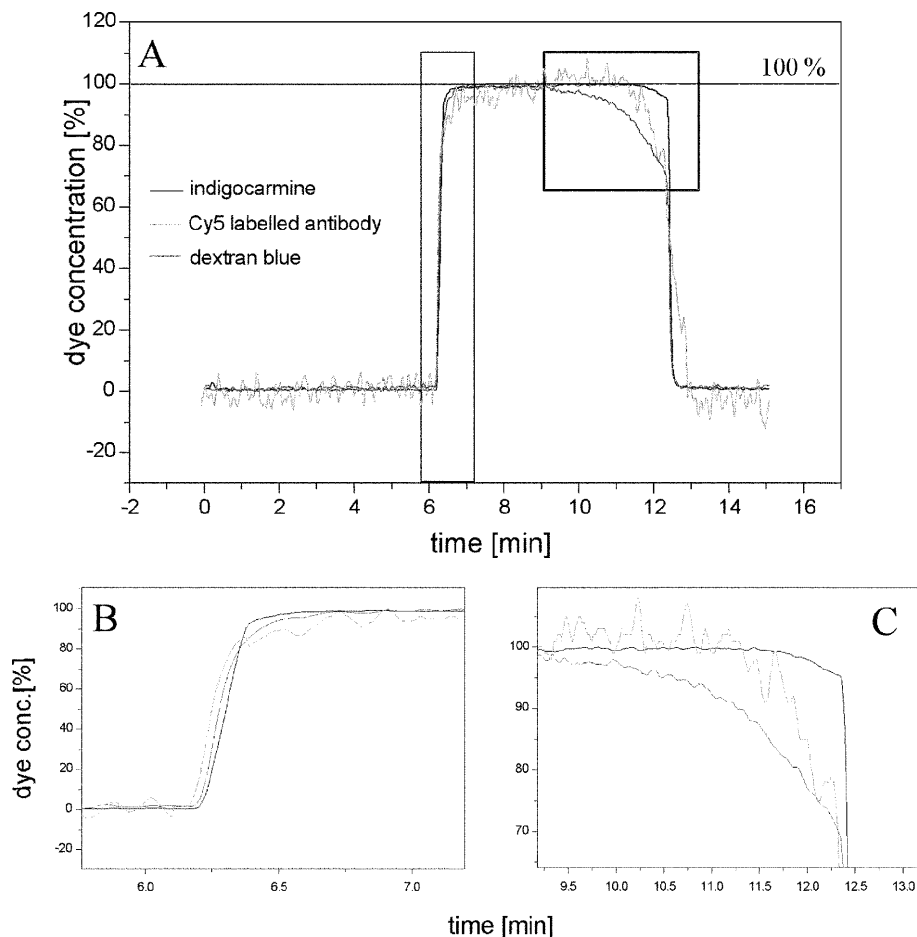 A
120
100
80
60
40
20
0
-20
100 %
indigocarmine
Cy5 labelled antibody
dextran blue
dye concentration [%]
-2 0 2 4 6 8 10 12 14 16
time [min]
B
100
80
60
40
20
0
-20
dye conc.[%]
6.0 6.5 7.0
C
100
90
80
70
9.5 10.0 10.5 11.0 11.5 12.0 12.5 13.0
time [min]